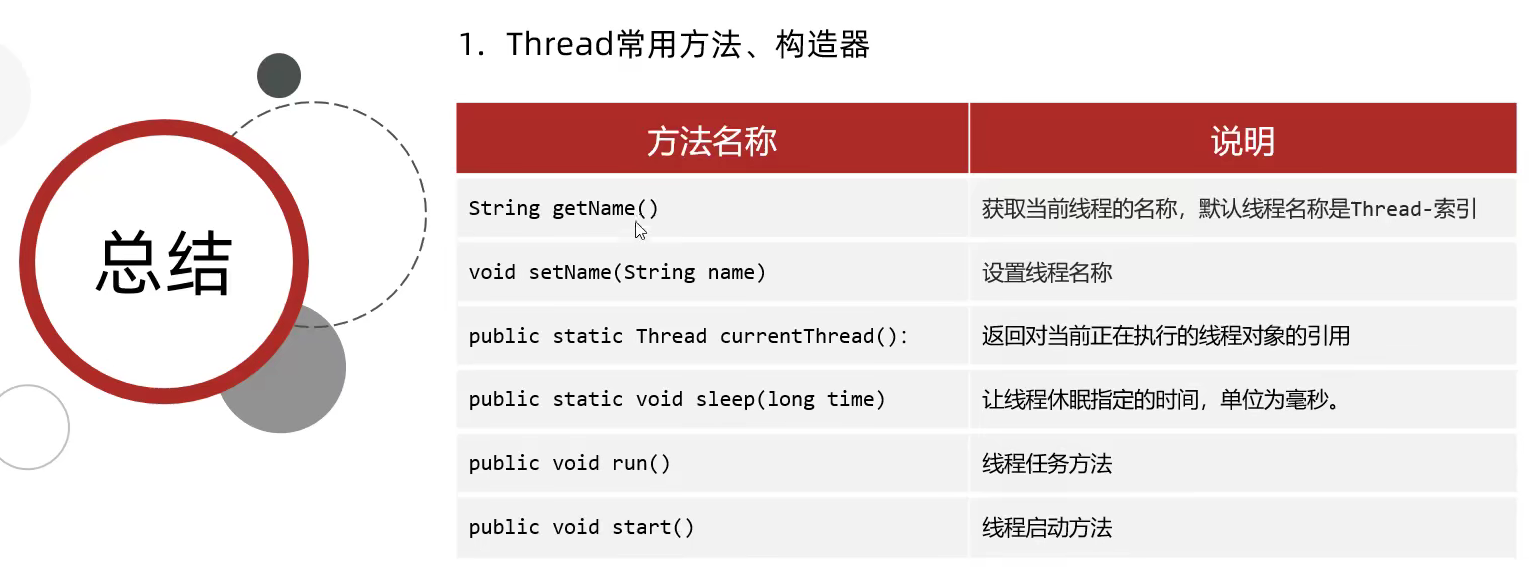 总结
1. Thread常用方法、构造器
方法名称 说明
String getName() 获取当前线程的名称，默认线程名称是Thread-索引
void setName(String name) 设置线程名称
public static Thread currentThread()： 返回对当前正在执行的线程对象的引用
public static void sleep(long time) 让线程休眠指定的时间，单位为毫秒。
public void run() 线程任务方法
public void start() 线程启动方法